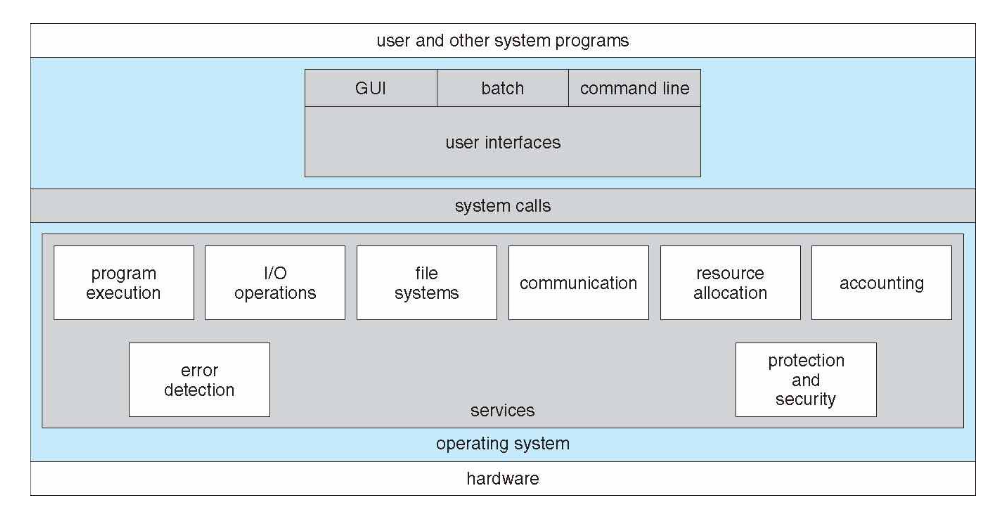 user and other system programs
GUI
batch
command line
user interfaces
system calls
program
execution
I/O
operations
file
systems
communication
resource
allocation
accounting
error
detection
protection
and
security
services
operating system
hardware